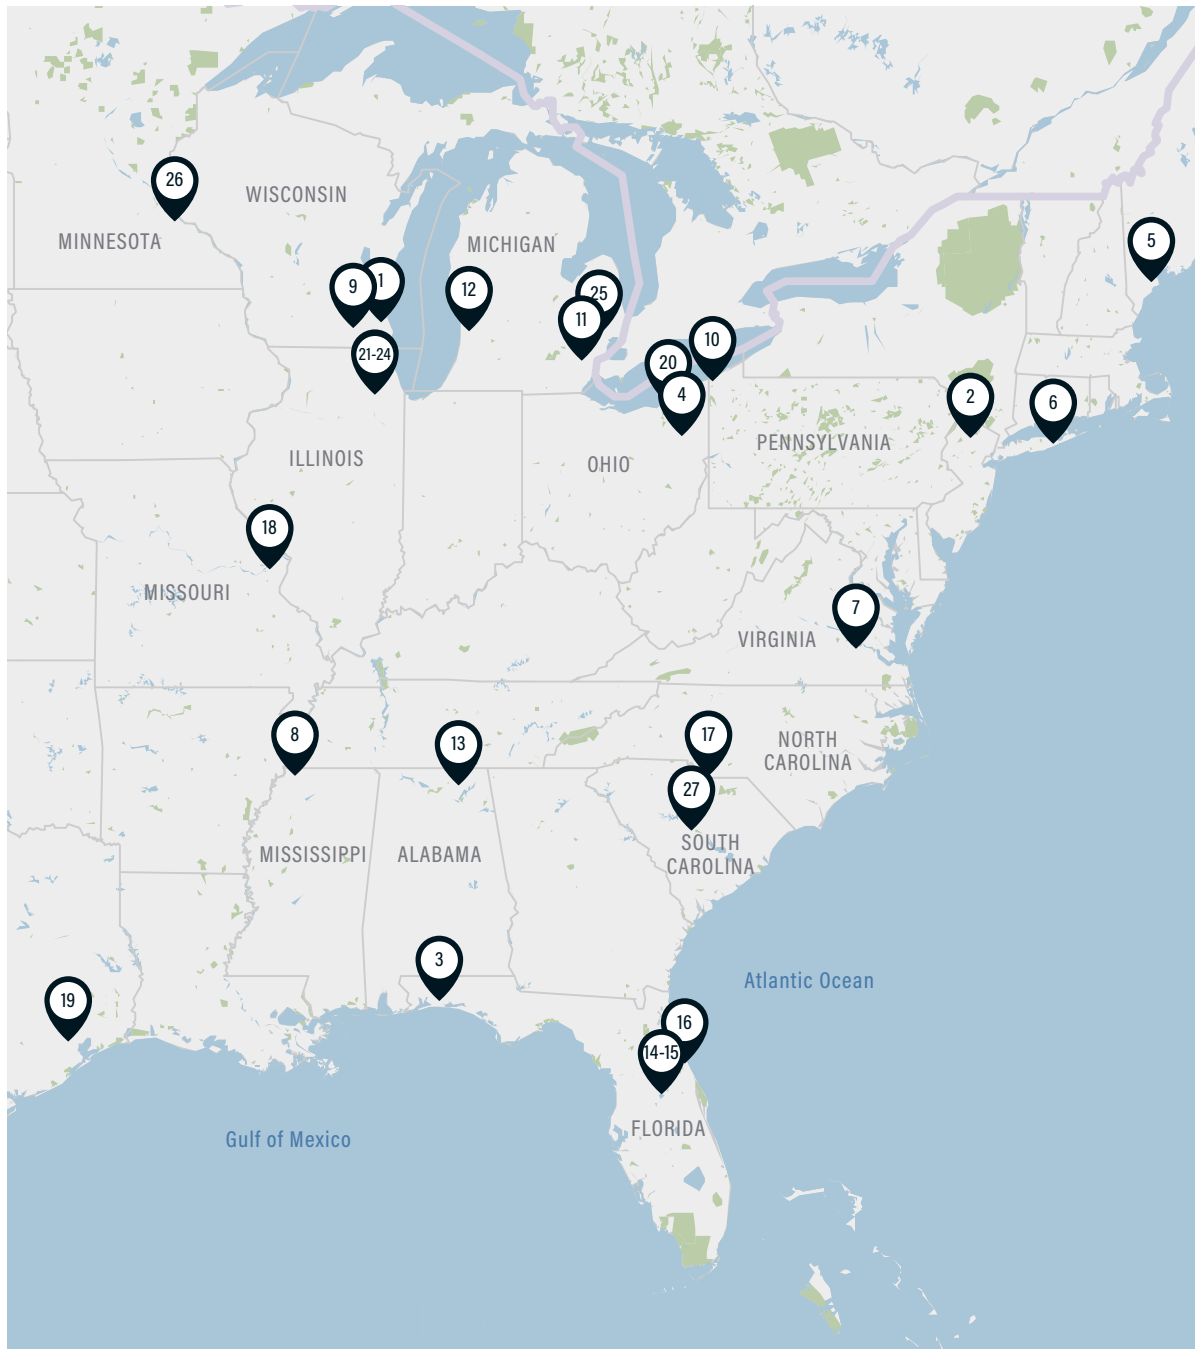 26
WISCONSIN
MINNESOTA
MICHIGAN
5
9
1
12
25
11
21-24
10
20
4
2
6
PENNSYLVANIA
ILLINOIS
OHIO
18
MISSOURI
7
VIRGINIA
8
13
17
NORTH
CAROLINA
27
SOUTH
CAROLINA
MISSISSIPPI
ALABAMA
3
Atlantic Ocean
19
16
14-15
FLORIDA
Gulf of Mexico